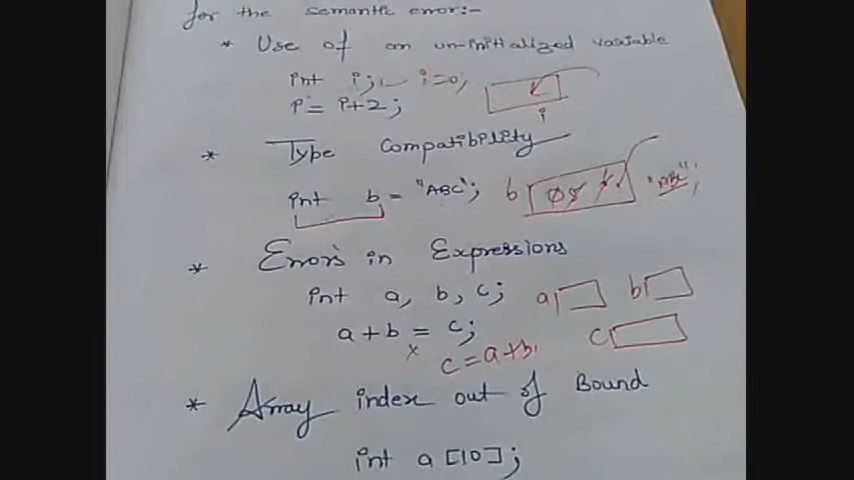 for the semantic error:-
* Use of an un-initialized variable
int i; i=0;
i = i+2;
i
* Type Compatibility
int b = "ABC"; b "ABC";
* Errors in Expressions
int a, b, c; a b
a+b = c; c
x c=a+b;
* Array index out of Bound
int a [10];